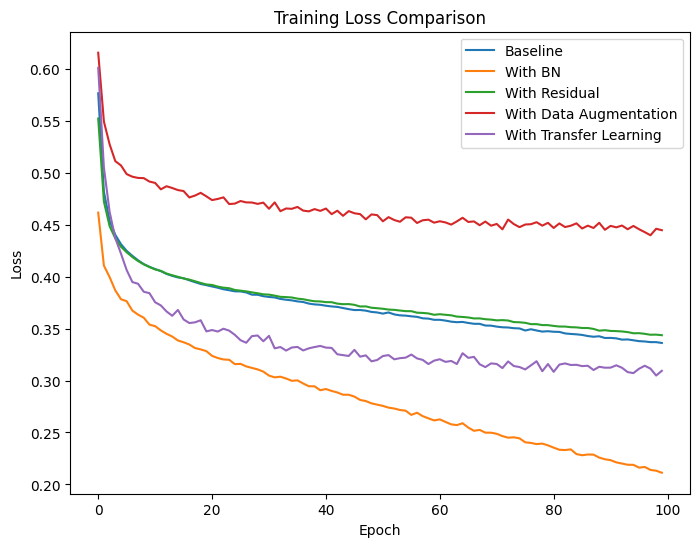 Training Loss Comparison
Baseline
With BN
With Residual
With Data Augmentation
With Transfer Learning
0.60
0.55
0.50
0.45
0.40
0.35
0.30
0.25
0.20
Loss
0 20 40 60 80 100
Epoch